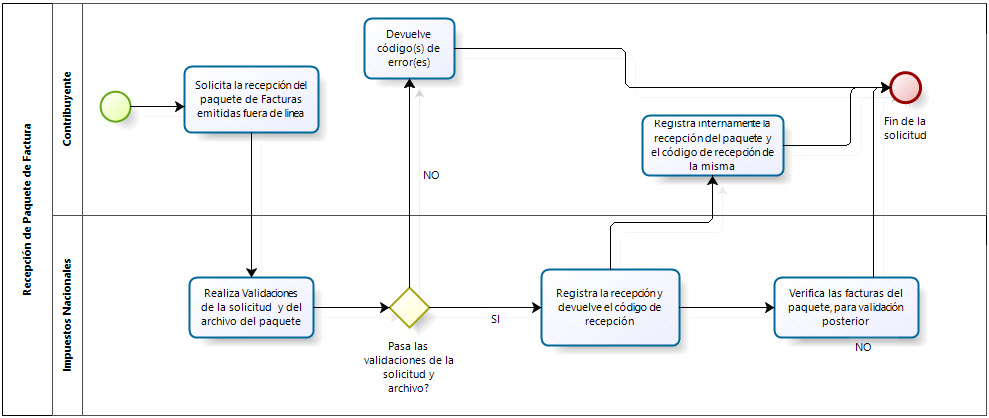 Recepción de Paquete de Factura
Contribuyente
Solicita la recepción del
paquete de Facturas
emitidas fuera de linea
Devuelve
código(s) de
error(es)
NO
Registra internamente la
recepción del paquete y
el código de recepción de
la misma
Fin de la
solicitud
Impuestos Nacionales
Realiza Validaciones
de la solicitud y del
archivo del paquete
Pasa las
validaciones de la
solicitud y
archivo?
SI
Registra la recepción y
devuelve el código de
recepción
Verifica las facturas del
paquete, para validación
posterior
NO